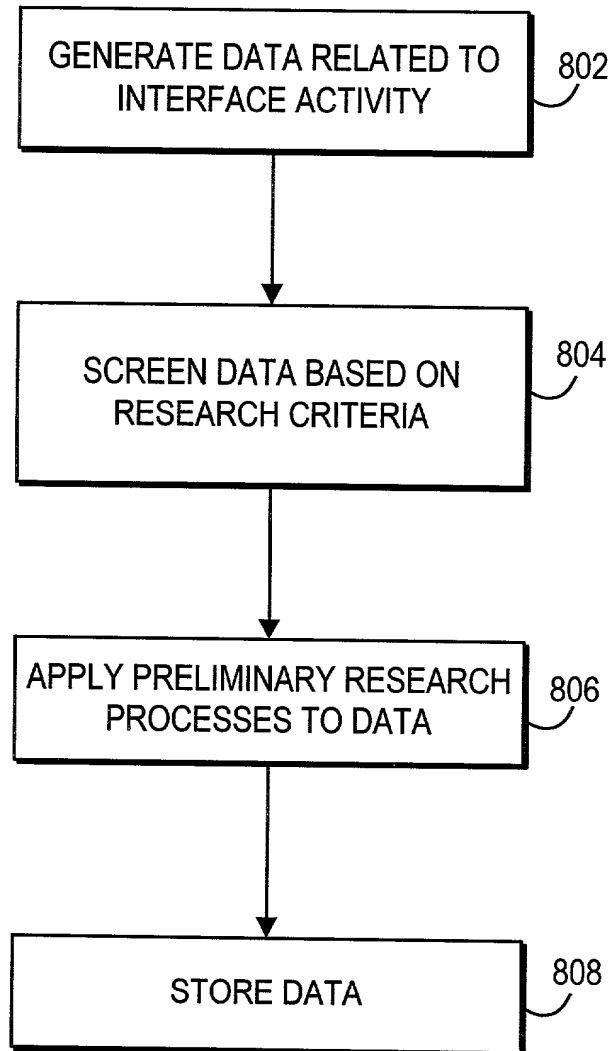 GENERATE DATA RELATED TO
INTERFACE ACTIVITY
802
SCREEN DATA BASED ON
RESEARCH CRITERIA
804
APPLY PRELIMINARY RESEARCH
PROCESSES TO DATA
806
STORE DATA
808